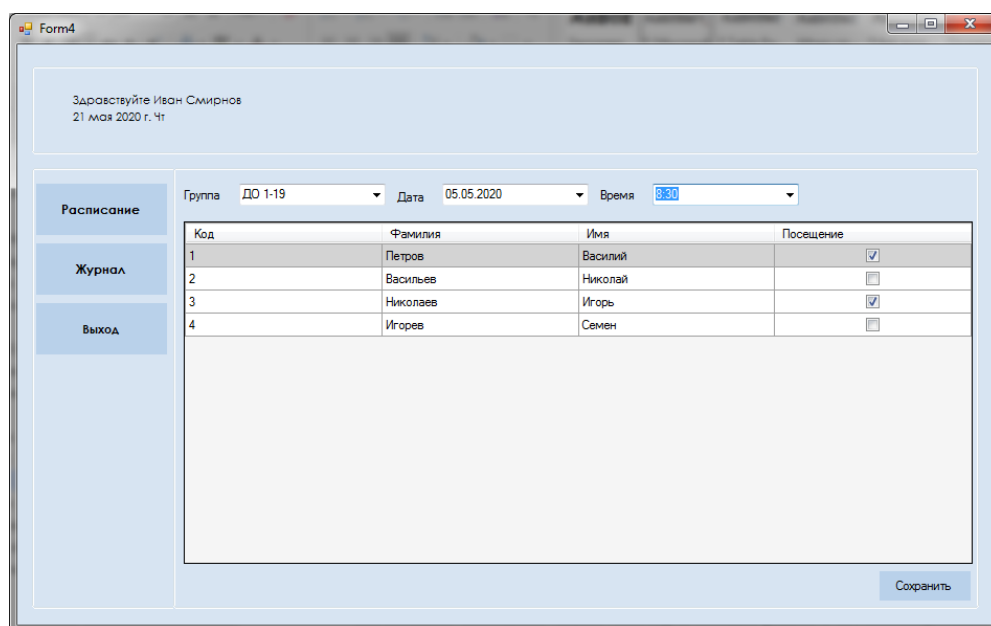 Form4
Здравствуйте Иван Смирнов
21 мая 2020 г. Чт
Расписание
Журнал
Выход
Группа ДО 1-19 Дата 05.05.2020 Время 8:30
Код Фамилия Имя Посещение
1 Петров Василий
2 Васильев Николай
3 Николаев Игорь
4 Игорев Семен
Сохранить